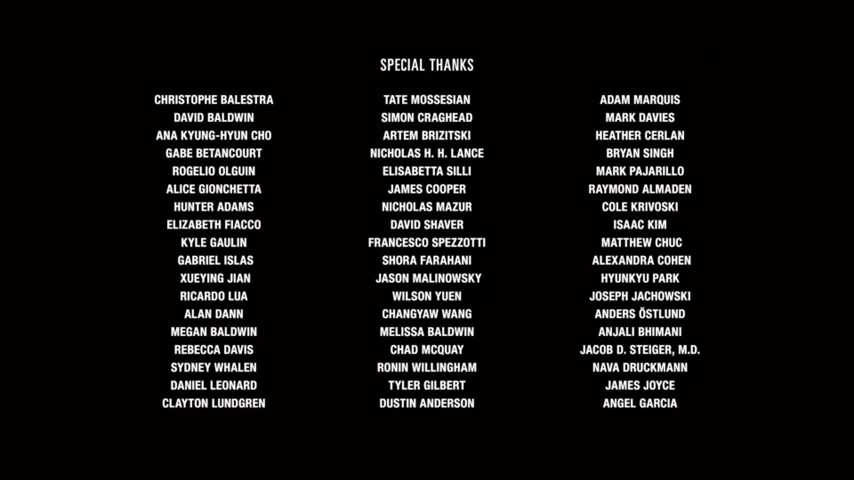 SPECIAL THANKS
CHRISTOPHE BALESTRA
DAVID BALDWIN
ANA KYUNG-HYUN CHO
GABE BETANCOURT
ROGELIO OLGUIN
ALICE GIONCHETTA
HUNTER ADAMS
ELIZABETH FIACCO
KYLE GAULIN
GABRIEL ISLAS
XUEYING JIAN
RICARDO LUA
ALAN DANN
MEGAN BALDWIN
REBECCA DAVIS
SYDNEY WHALEN
DANIEL LEONARD
CLAYTON LUNDGREN
TATE MOSSESIAN
SIMON CRAGHEAD
ARTEM BRIZITSKI
NICHOLAS H. H. LANCE
ELISABETTA SILLI
JAMES COOPER
NICHOLAS MAZUR
DAVID SHAVER
FRANCESCO SPEZZOTTI
SHORA FARAHANI
JASON MALINOWSKY
WILSON YUEN
CHANGYAW WANG
MELISSA BALDWIN
CHAD MCQUAY
RONIN WILLINGHAM
TYLER GILBERT
DUSTIN ANDERSON
ADAM MARQUIS
MARK DAVIES
HEATHER CERLAN
BRYAN SINGH
MARK PAJARILLO
RAYMOND ALMADEN
COLE KRIVOSKI
ISAAC KIM
MATTHEW CHUC
ALEXANDRA COHEN
HYUNKYU PARK
JOSEPH JACHOWSKI
ANDERS ÖSTLUND
ANJALI BHIMANI
JACOB D. STEIGER, M.D.
NAVA DRUCKMANN
JAMES JOYCE
ANGEL GARCIA